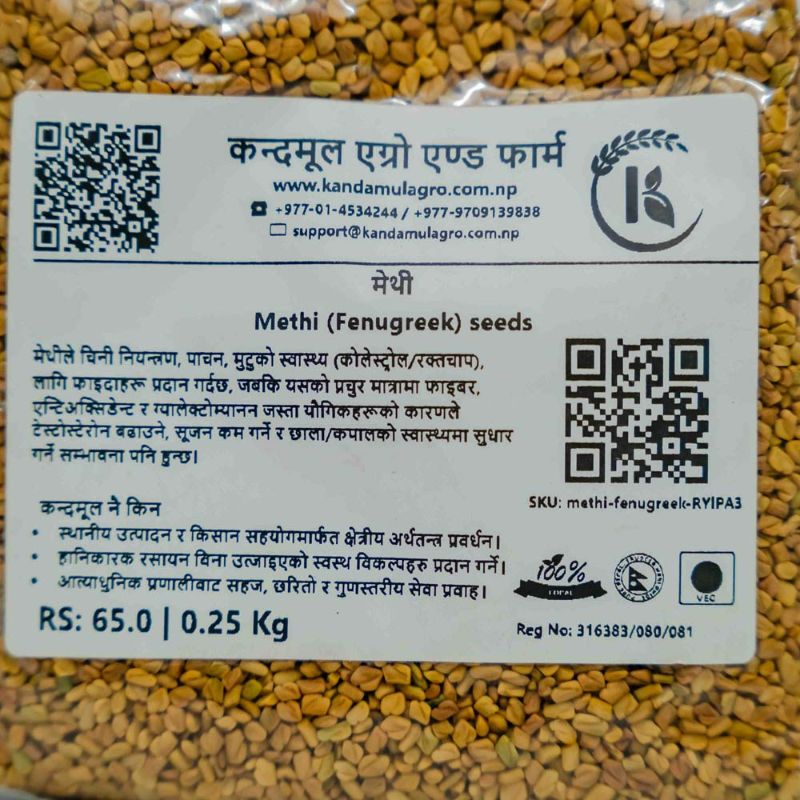 कन्दमूल एग्रो एण्ड फार्म
www.kandamulagro.com.np
+977-01-4534244 / +977-9709139838
support@kandamulagro.com.np
मेथी
Methi (Fenugreek) seeds
मेथीले चिनी नियन्त्रण, पाचन, मुटुको स्वास्थ्य (कोलेस्ट्रोल/रक्तचाप),
लागि फाइदाहरू प्रदान गर्दछ, जबकि यसको प्रचुर मात्रामा फाइबर,
एन्टिअक्सिडेन्ट र ग्यालेक्टोम्यानन जस्ता यौगिकहरूको कारणले
टेस्टोस्टेरोन बढाउने, सूजन कम गर्ने र छाला/कपालको स्वास्थ्यमा सुधार
गर्ने सम्भावना पनि हुन्छ।
SKU: methi-fenugreek-RYIPA3
कन्दमूल नै किन
• स्थानीय उत्पादन र किसान सहयोगमार्फत क्षेत्रीय अर्थतन्त्र प्रवर्धन।
• हानिकारक रसायन विना उत्जाइएको स्वस्थ विकल्पहरु प्रदान गर्ने।
• आत्याधुनिक प्रणालीवाट सहज, छरितो र गुणस्तरीय सेवा प्रवाह।
100%
LOCAL
VEG
RS: 65.0 | 0.25 Kg
Reg No: 316383/080/081